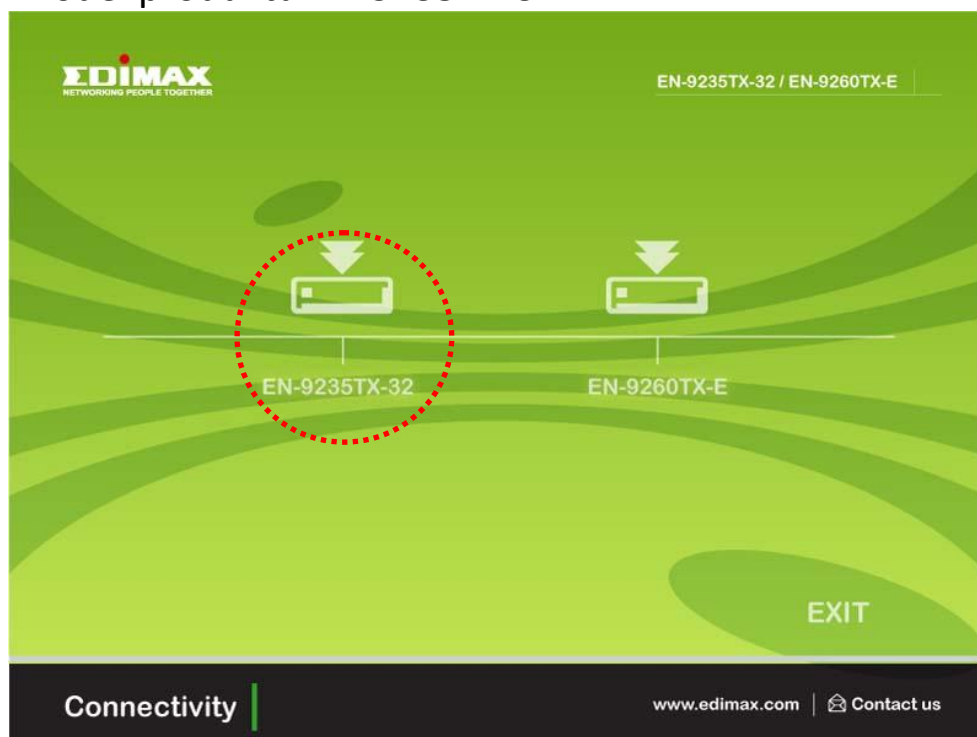 EDIMAX
NETWORKING PEOPLE TOGETHER
EN-9235TX-32 / EN-9260TX-E
EN-9235TX-32
EN-9260TX-E
EXIT
Connectivity
www.edimax.com
Contact us